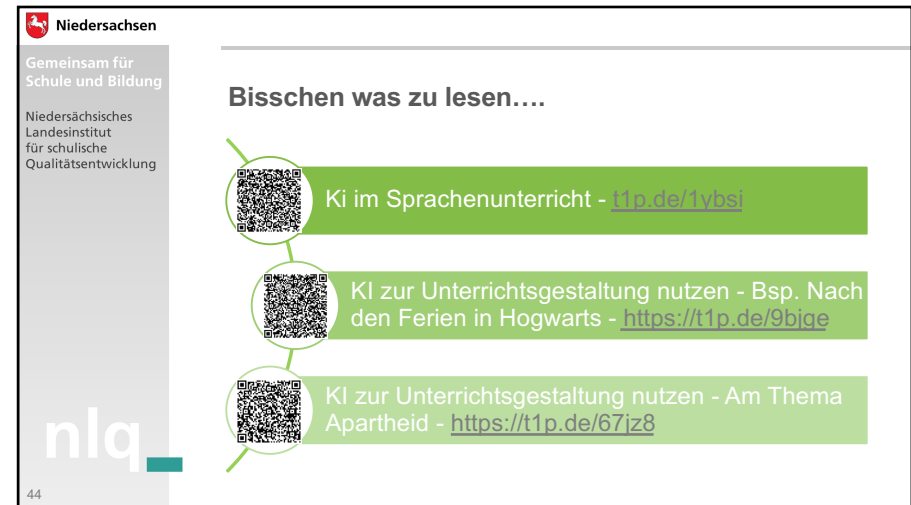 Niedersachsen
Gemeinsam für
Schule und Bildung
Niedersächsisches
Landesinstitut
für schulische
Qualitätsentwicklung
Bisschen was zu lesen....
Ki im Sprachenunterricht - t1p.de/1ybsi
KI zur Unterrichtsgestaltung nutzen - Bsp. Nach
den Ferien in Hogwarts - https://t1p.de/9bjge
KI zur Unterrichtsgestaltung nutzen - Am Thema
Apartheid - https://t1p.de/67jz8
nlq_
44